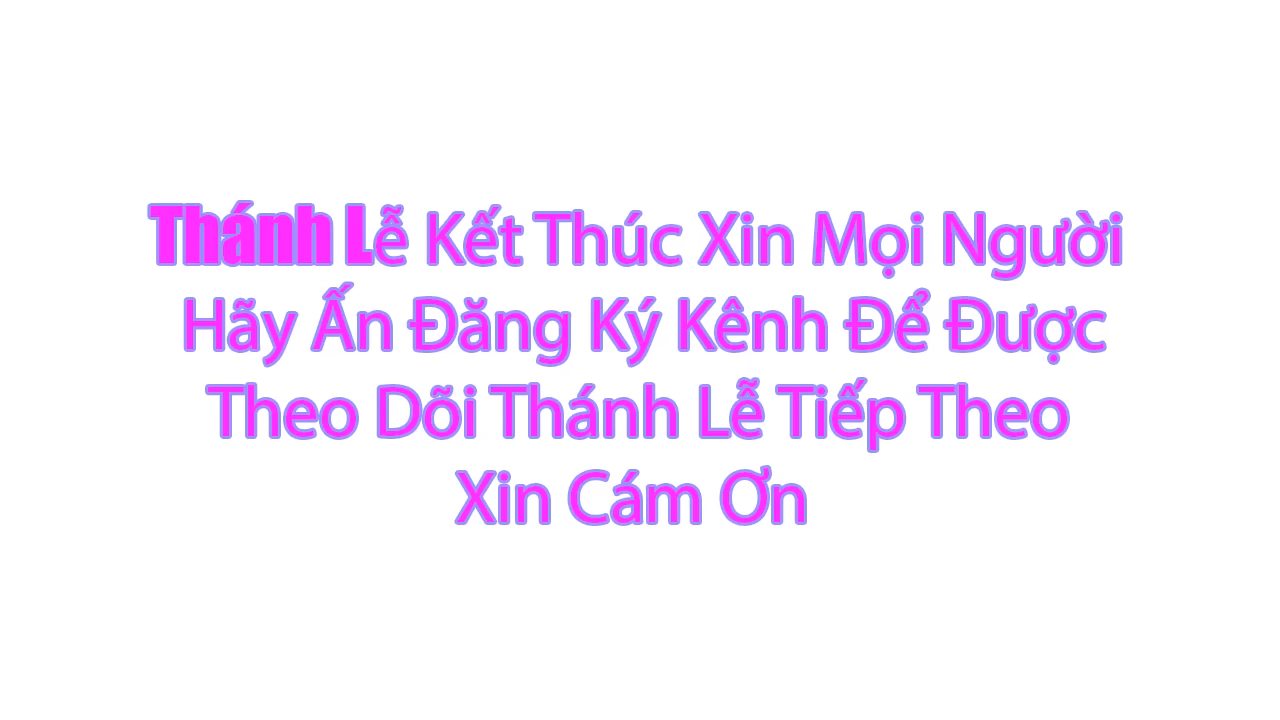 Thánh Lễ Kết Thúc Xin Mọi Người
Hãy Ấn Đăng Ký Kênh Để Được
Theo Dõi Thánh Lễ Tiếp Theo
Xin Cám Ơn